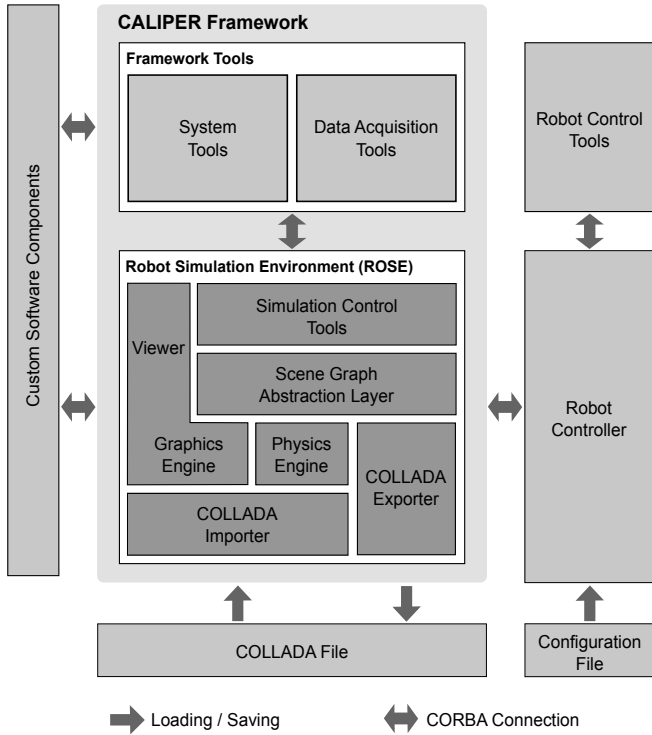 CALIPER Framework
Framework Tools
System
Tools
Data Acquisition
Tools
Robot Control
Tools
Custom Software Components
Robot Simulation Environment (ROSE)
Viewer
Simulation Control
Tools
Scene Graph
Abstraction Layer
Graphics
Engine
Physics
Engine
COLLADA
Exporter
COLLADA
Importer
Robot
Controller
COLLADA File
Configuration
File
Loading / Saving
CORBA Connection